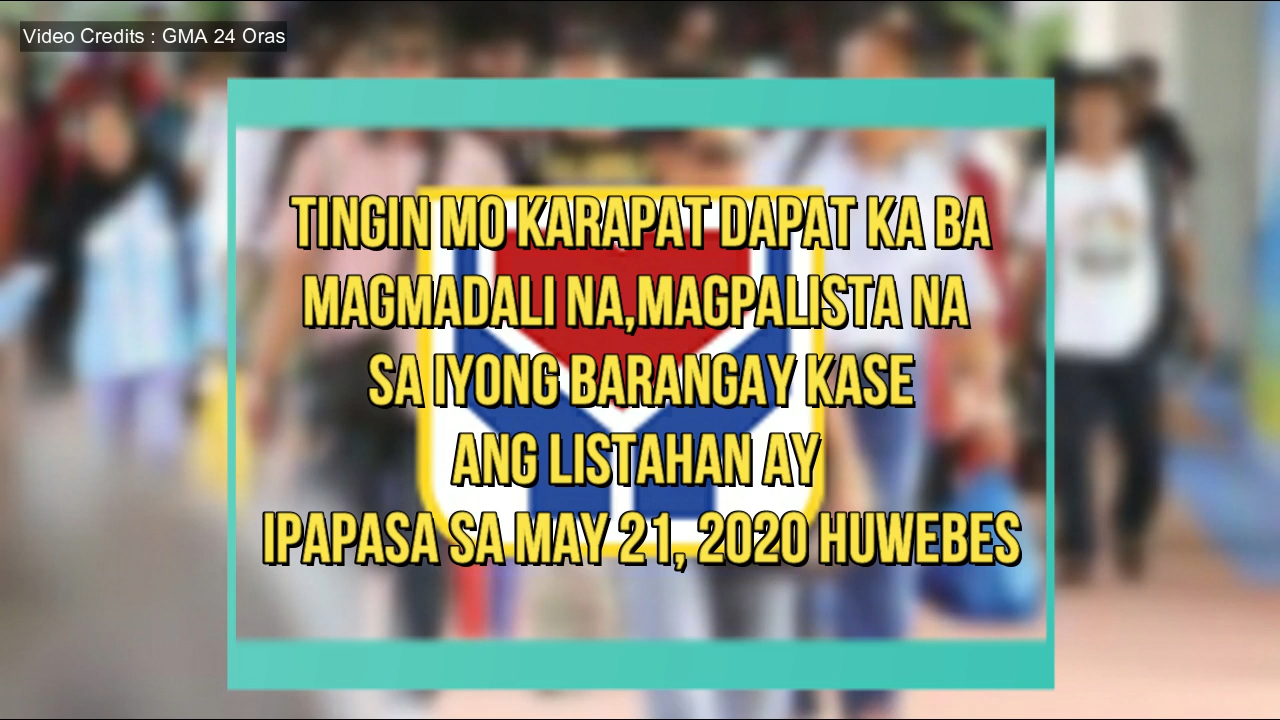 Video Credits : GMA 24 Oras
TINGIN MO KARAPAT DAPAT KA BA
MAGMADALI NA,MAGPALISTA NA
SA IYONG BARANGAY KASE
ANG LISTAHAN AY
IPAPASA SA MAY 21, 2020 HUWEBES